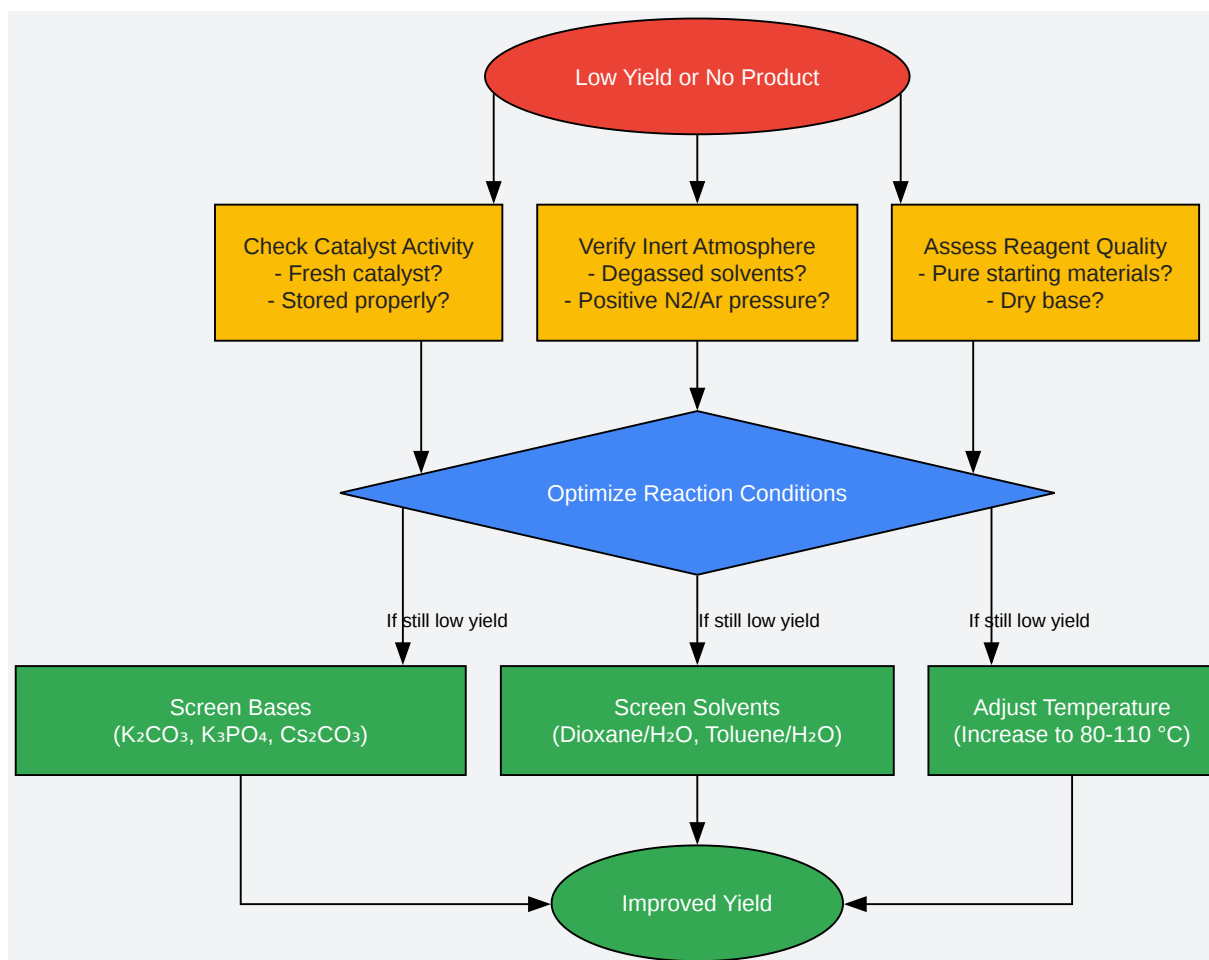 Low Yield or No Product
Check Catalyst Activity
- Fresh catalyst?
- Stored properly?
Verify Inert Atmosphere
- Degassed solvents?
- Positive N2/Ar pressure?
Assess Reagent Quality
- Pure starting materials?
- Dry base?
Optimize Reaction Conditions
If still low yield
If still low yield
If still low yield
Screen Bases
(K₂CO₃, K₃PO₄, Cs₂CO₃)
Screen Solvents
(Dioxane/H₂O, Toluene/H₂O)
Adjust Temperature
(Increase to 80-110 °C)
Improved Yield